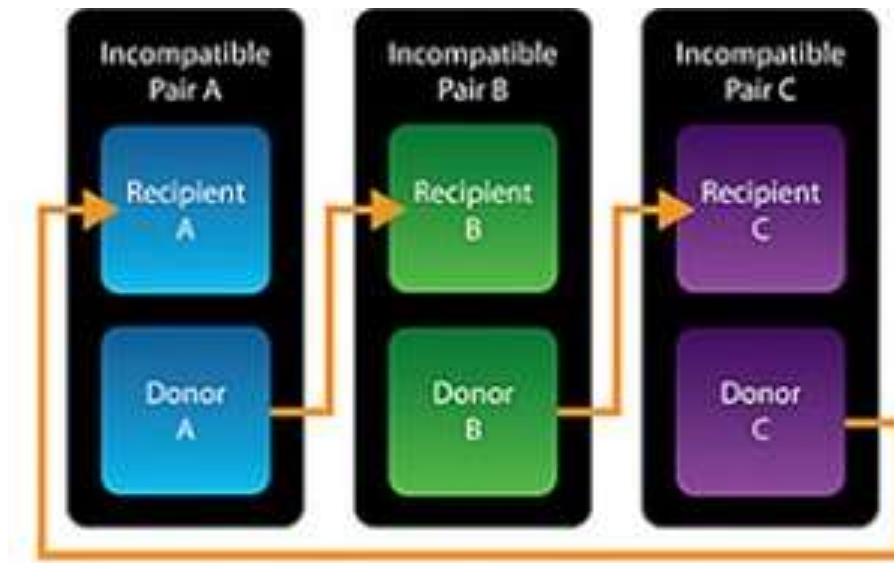 Incompatible
Pair A
Recipient
A
Donor
A
Incompatible
Pair B
Recipient
B
Donor
B
Incompatible
Pair C
Recipient
C
Donor
C